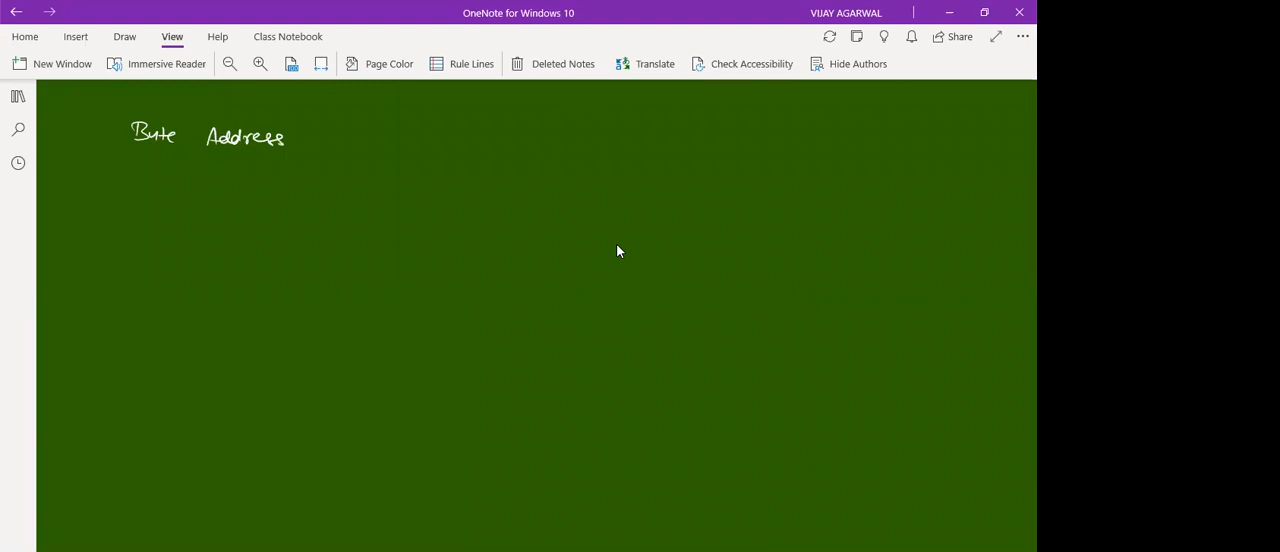 OneNote for Windows 10
VIJAY AGARWAL
Home Insert Draw View Help Class Notebook Share
New Window Immersive Reader Page Color Rule Lines Deleted Notes Translate Check Accessibility Hide Authors
Byte Address